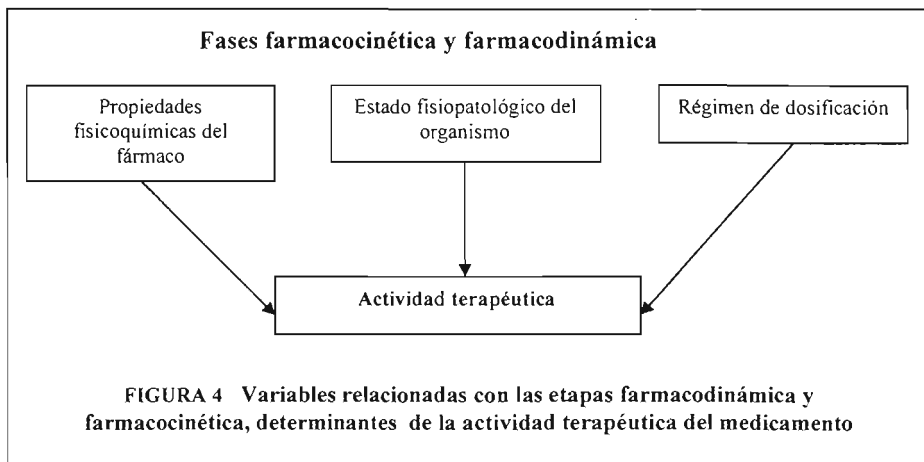 Fases farmacocinética y farmacodinámica
Propiedades
fisicoquímicas del
fármaco
Estado fisiopatológico del
organismo
Régimen de dosificación
Actividad terapéutica
FIGURA 4 Variables relacionadas con las etapas farmacodinámica y
farmacocinética, determinantes de la actividad terapéutica del medicamento